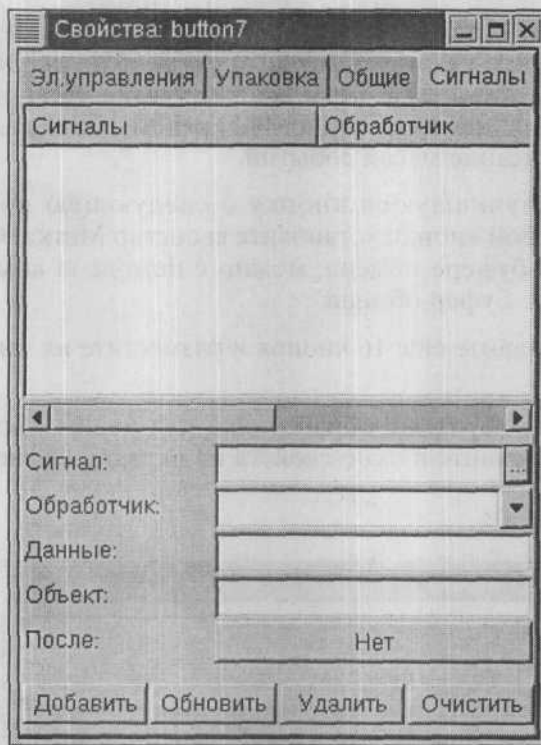 Свойства: button7
Эл.управления Упаковка Общие Сигналы
Сигналы Обработчик
Сигнал: ...
Обработчик:
Данные:
Объект:
После: Нет
Добавить Обновить Удалить Очистить